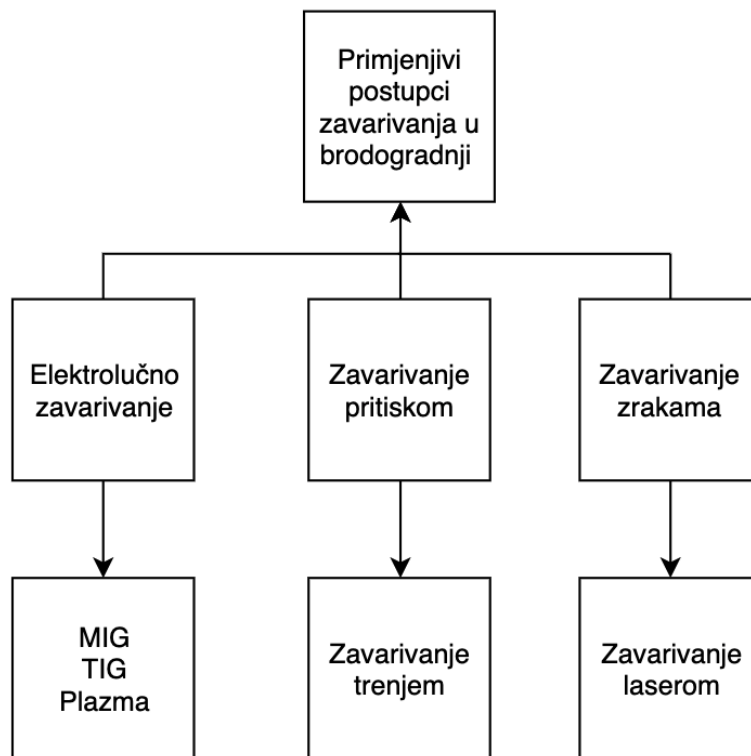 Primjenjivi
postupci
zavarivanja u
brodogradnji
Elektrolučno
zavarivanje
Zavarivanje
pritiskom
Zavarivanje
zrakama
MIG
TIG
Plazma
Zavarivanje
trenjem
Zavarivanje
laserom